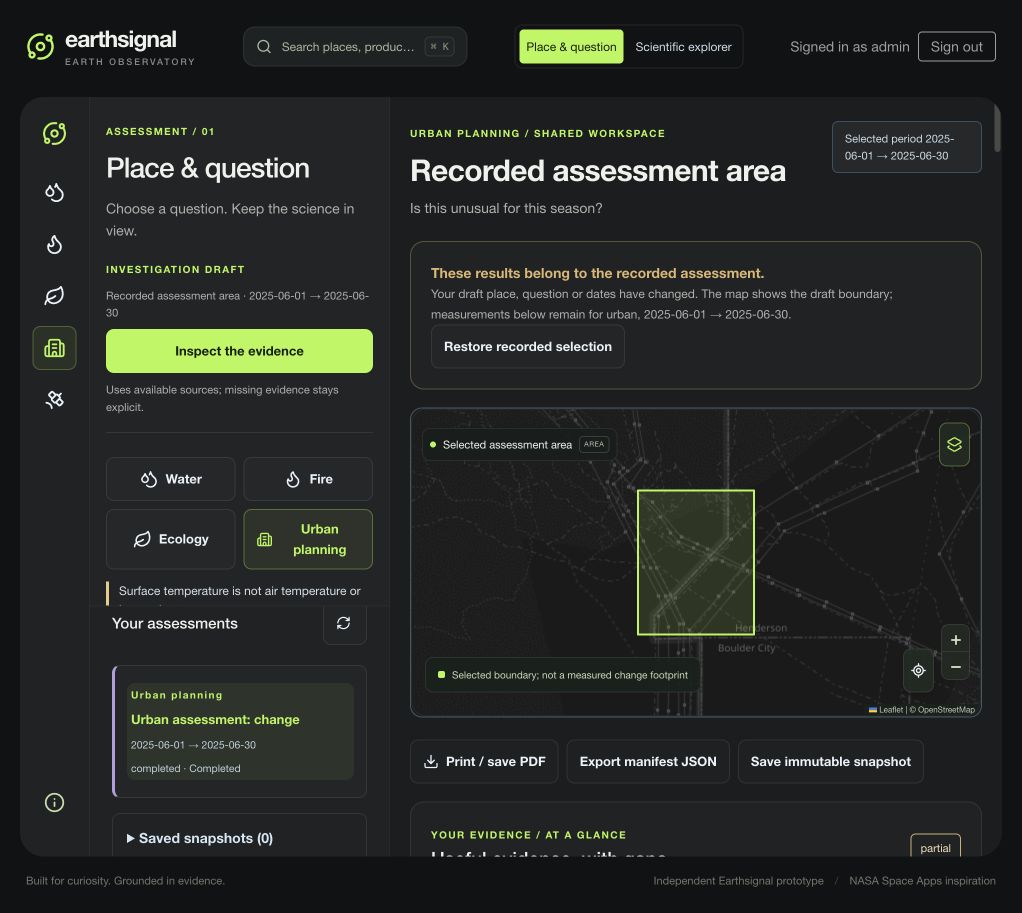 earthsignal
EARTH OBSERVATORY
Search places, produc… ⌘ K
Place & question
Scientific explorer
Signed in as admin
Sign out
ASSESSMENT / 01
Place & question
Choose a question. Keep the science in
view.
INVESTIGATION DRAFT
Recorded assessment area · 2025-06-01 → 2025-06-
30
Inspect the evidence
Uses available sources; missing evidence stays
explicit.
Water
Fire
Ecology
Urban
planning
Surface temperature is not air temperature or
Your assessments
Urban planning
Urban assessment: change
2025-06-01 → 2025-06-30
completed · Completed
▶ Saved snapshots (0)
URBAN PLANNING / SHARED WORKSPACE
Recorded assessment area
Is this unusual for this season?
Selected period 2025-
06-01 → 2025-06-30
These results belong to the recorded assessment.
Your draft place, question or dates have changed. The map shows the draft boundary;
measurements below remain for urban, 2025-06-01 → 2025-06-30.
Restore recorded selection
Selected assessment area AREA
Henderson
Boulder City
+
−
Selected boundary; not a measured change footprint
Leaflet | © OpenStreetMap
Print / save PDF
Export manifest JSON
Save immutable snapshot
YOUR EVIDENCE / AT A GLANCE
Useful evidence, with gaps
partial
Built for curiosity. Grounded in evidence.
Independent Earthsignal prototype / NASA Space Apps inspiration